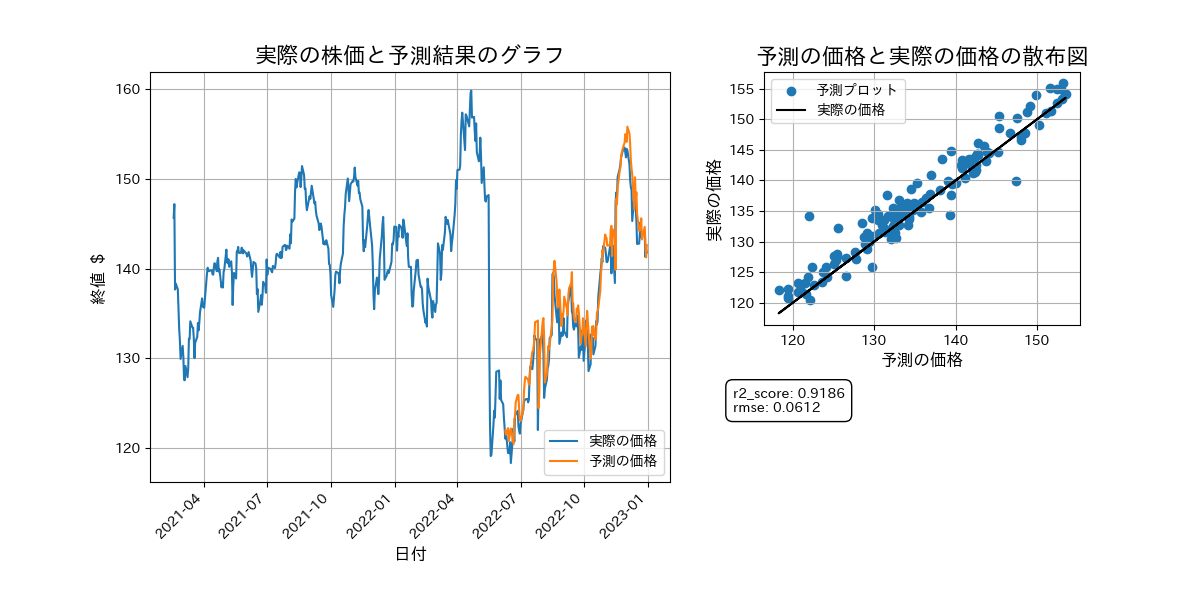 実際の株価と予測結果のグラフ
終値 $
160
150
140
130
120
2021-04
2021-07
2021-10
2022-01
2022-04
2022-07
2022-10
2023-01
日付
実際の価格
予測の価格
予測の価格と実際の価格の散布図
実際の価格
155
150
145
140
135
130
125
120
120
130
140
150
予測の価格
予測プロット
実際の価格
r2_score: 0.9186
rmse: 0.0612